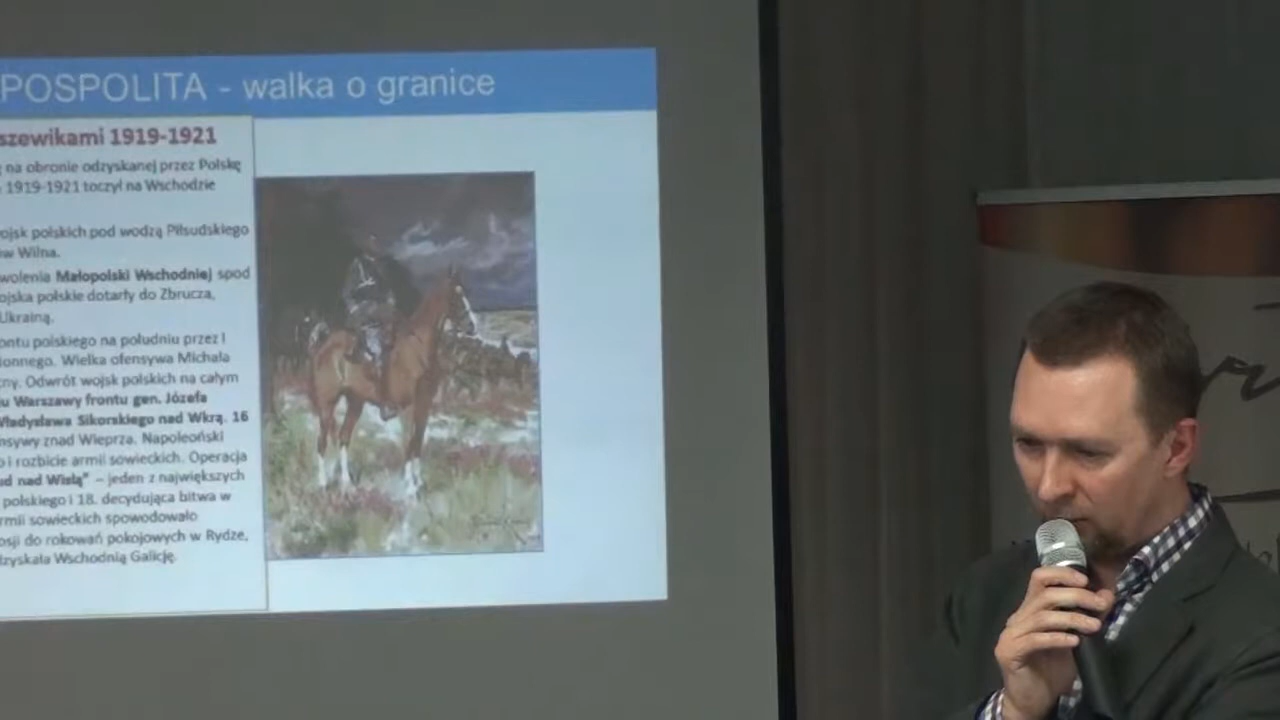 POSPOLITA - walka o granice
szewikami 1919-1921
na obronie odzyskanej przez Polskę
1919-1921 toczył na Wschodzie
ojsk polskich pod wodzą Piłsudskiego
ów Wilna.
wolenia Małopolski Wschodniej spod
ojska polskie dotarły do Zbrucza,
Ukrainą.
ontu polskiego na południu przez I
onnego. Wielka ofensywa Michała
zny. Odwrót wojsk polskich na całym
iu Warszawy frontu gen. Józefa
Władysława Sikorskiego nad Wkrą. 16
nsywy znad Wieprza. Napoleoński
o i rozbicie armii sowieckich. Operacja
ud nad Wisłą" – jeden z największych
polskiego i 18. decydująca bitwa w
rmii sowieckich spowodowało
osji do rokowań pokojowych w Rydze,
dzyskała Wschodnią Galicję.